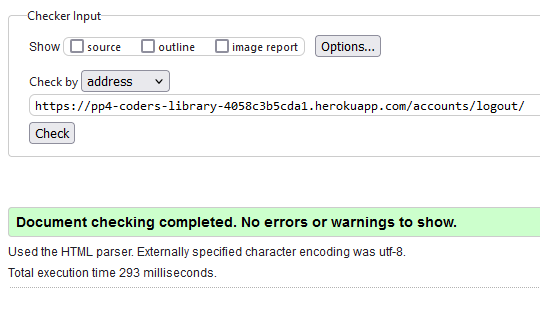 Checker Input
Show source outline image report Options...
Check by address
https://pp4-coders-library-4058c3b5cda1.herokuapp.com/accounts/logout/
Check
Document checking completed. No errors or warnings to show.
Used the HTML parser. Externally specified character encoding was utf-8.
Total execution time 293 milliseconds.